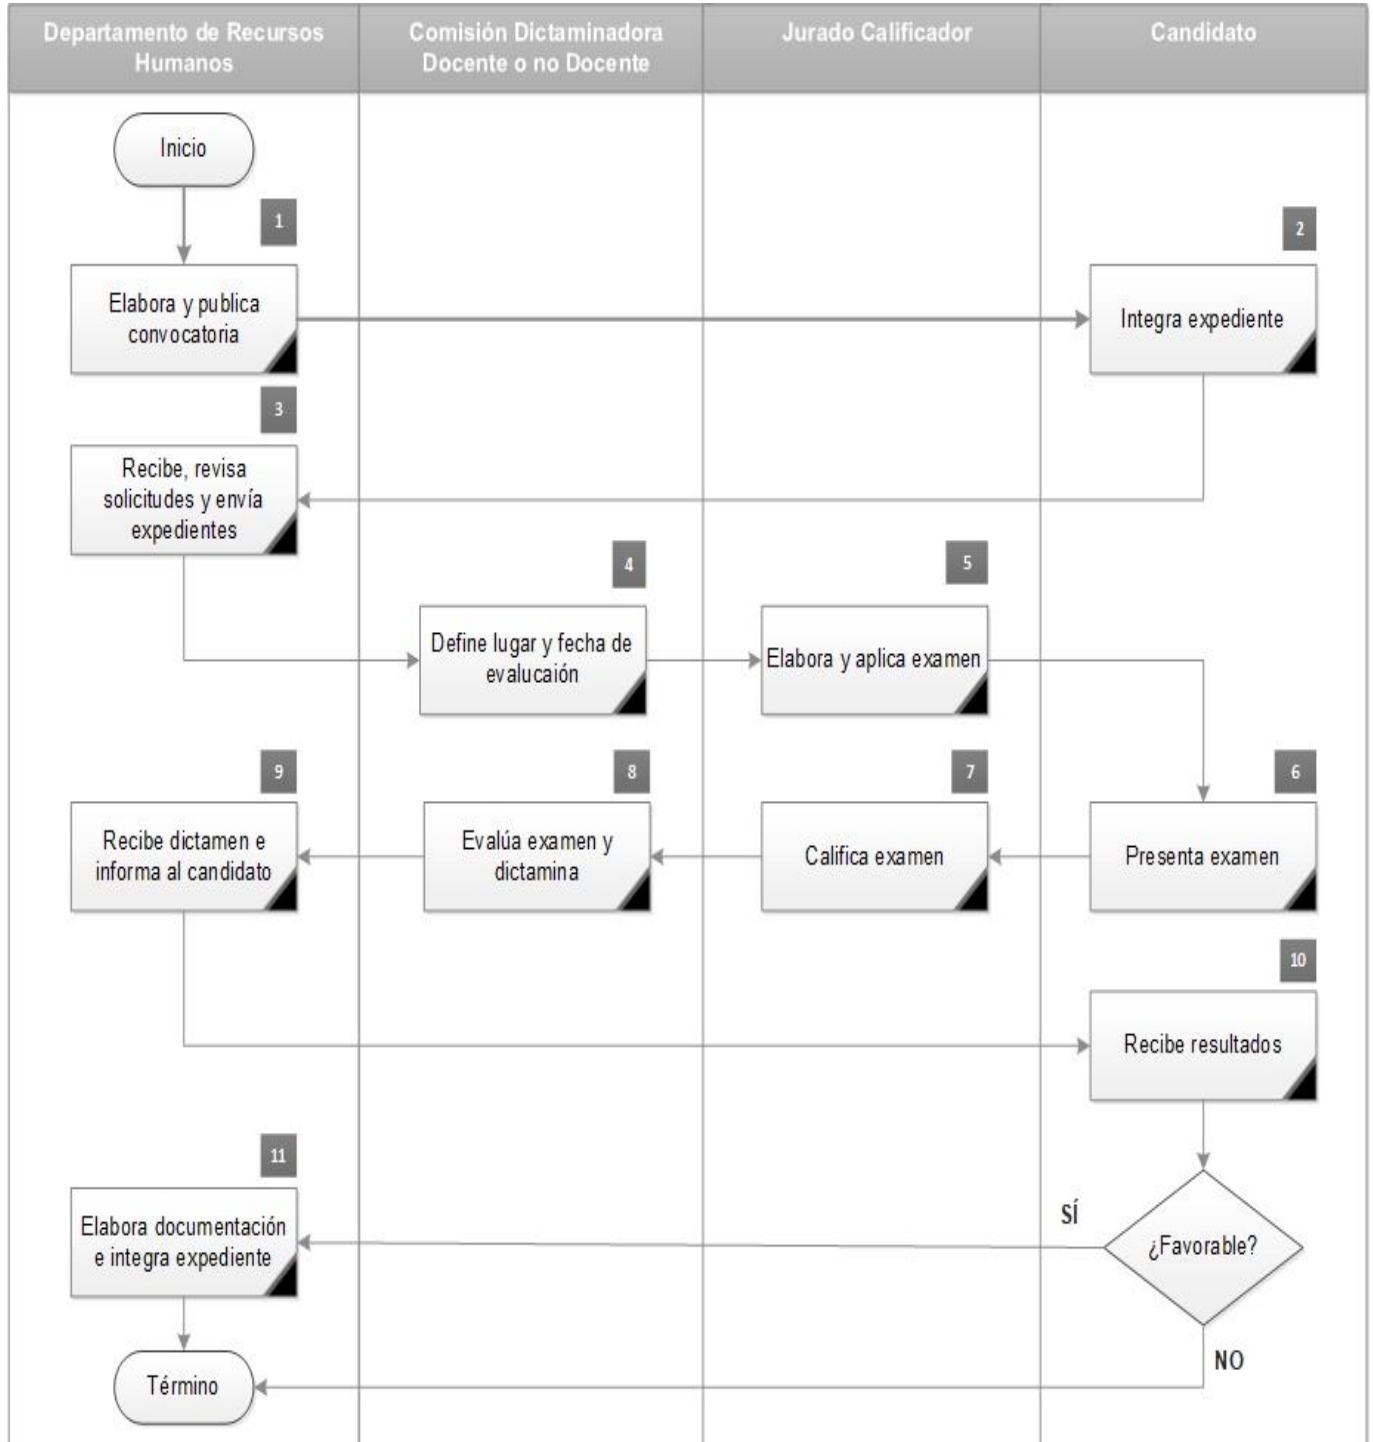 Departamento de Recursos
Humanos
Comisión Dictaminadora
Docente o no Docente
Jurado Calificador
Candidato
Inicio
1
Elabora y publica
convocatoria
2
Integra expediente
3
Recibe, revisa
solicitudes y envía
expedientes
4
Define lugar y fecha de
evalucaión
5
Elabora y aplica examen
6
Presenta examen
7
Califica examen
8
Evalúa examen y
dictamina
9
Recibe dictamen e
informa al candidato
10
Recibe resultados
¿Favorable?
SÍ
NO
11
Elabora documentación
e integra expediente
Término